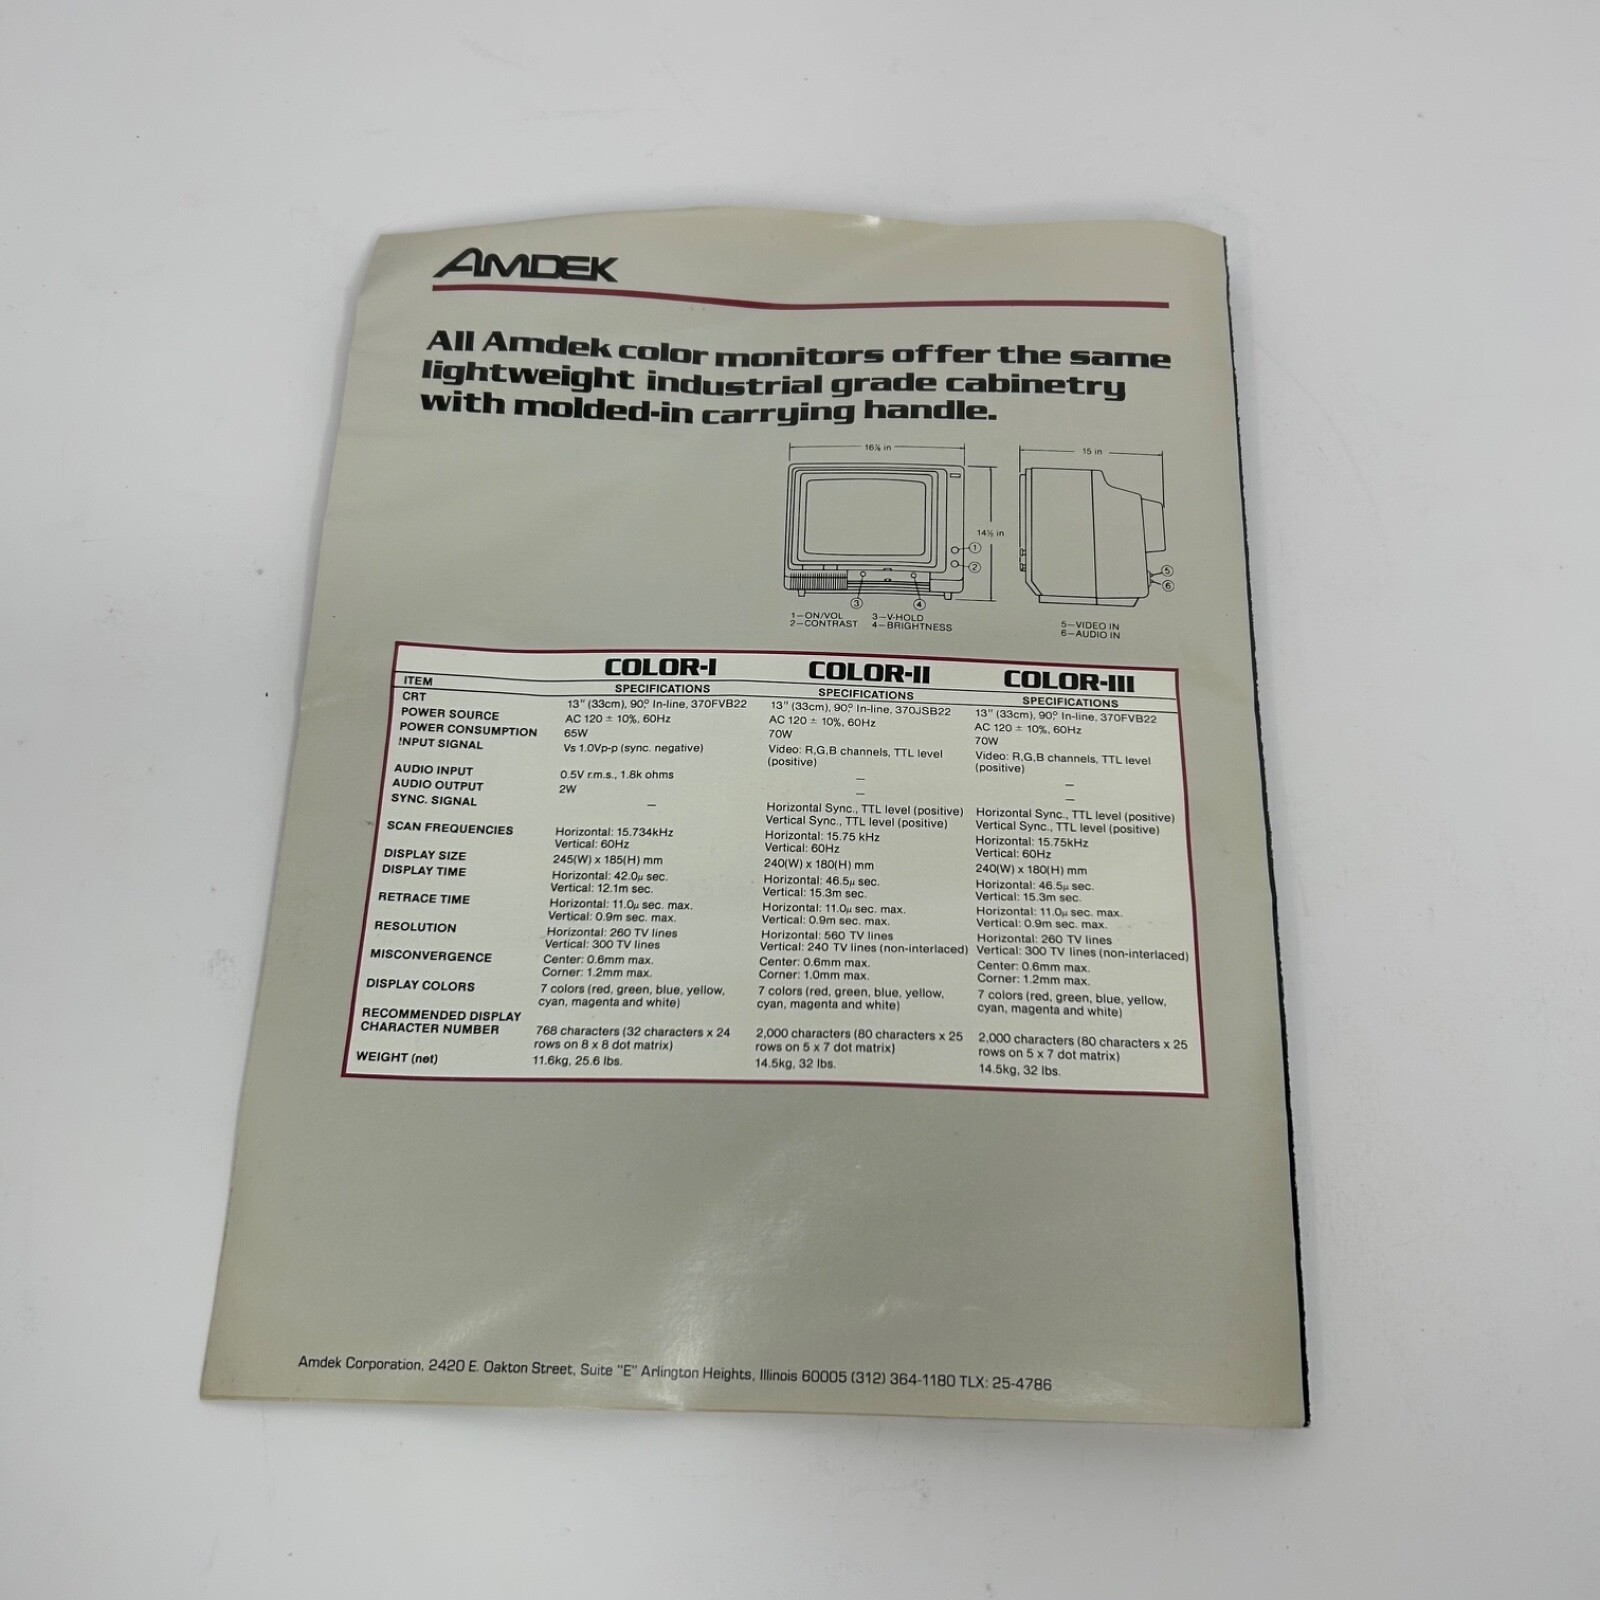 AMDEK
All Amdek color monitors offer the same
lightweight industrial grade cabinetry
with molded-in carrying handle.
16⅞ in
15 in
14½ in
1
2
3
4
5
6
1—ON/VOL 3—V-HOLD
2—CONTRAST 4—BRIGHTNESS
5—VIDEO IN
6—AUDIO IN
COLOR-I COLOR-II COLOR-III
ITEM SPECIFICATIONS SPECIFICATIONS SPECIFICATIONS
CRT 13" (33cm), 90° In-line, 370FVB22 13" (33cm), 90° In-line, 370JSB22 13" (33cm), 90° In-line, 370FVB22
POWER SOURCE AC 120 ± 10%, 60Hz AC 120 ± 10%, 60Hz AC 120 ± 10%, 60Hz
POWER CONSUMPTION 65W 70W 70W
INPUT SIGNAL Vs 1.0Vp-p (sync. negative) Video: R,G,B channels, TTL level Video: R,G,B channels, TTL level
(positive) (positive)
AUDIO INPUT 0.5V r.m.s., 1.8k ohms — —
AUDIO OUTPUT 2W — —
SYNC. SIGNAL — Horizontal Sync., TTL level (positive) Horizontal Sync., TTL level (positive)
Vertical Sync., TTL level (positive) Vertical Sync., TTL level (positive)
SCAN FREQUENCIES Horizontal: 15.734kHz Horizontal: 15.75 kHz Horizontal: 15.75kHz
Vertical: 60Hz Vertical: 60Hz Vertical: 60Hz
DISPLAY SIZE 245(W) x 185(H) mm 240(W) x 180(H) mm 240(W) x 180(H) mm
DISPLAY TIME Horizontal: 42.0µ sec. Horizontal: 46.5µ sec. Horizontal: 46.5µ sec.
Vertical: 12.1m sec. Vertical: 15.3m sec. Vertical: 15.3m sec.
RETRACE TIME Horizontal: 11.0µ sec. max. Horizontal: 11.0µ sec. max. Horizontal: 11.0µ sec. max.
Vertical: 0.9m sec. max. Vertical: 0.9m sec. max. Vertical: 0.9m sec. max.
RESOLUTION Horizontal: 260 TV lines Horizontal: 560 TV lines Horizontal: 260 TV lines
Vertical: 300 TV lines Vertical: 240 TV lines (non-interlaced) Vertical: 300 TV lines (non-interlaced)
MISCONVERGENCE Center: 0.6mm max. Center: 0.6mm max. Center: 0.6mm max.
Corner: 1.2mm max. Corner: 1.0mm max. Corner: 1.2mm max.
DISPLAY COLORS 7 colors (red, green, blue, yellow, 7 colors (red, green, blue, yellow, 7 colors (red, green, blue, yellow,
cyan, magenta and white) cyan, magenta and white) cyan, magenta and white)
RECOMMENDED DISPLAY
CHARACTER NUMBER 768 characters (32 characters x 24 2,000 characters (80 characters x 25 2,000 characters (80 characters x 25
rows on 8 x 8 dot matrix) rows on 5 x 7 dot matrix) rows on 5 x 7 dot matrix)
WEIGHT (net) 11.6kg, 25.6 lbs. 14.5kg, 32 lbs. 14.5kg, 32 lbs.
Amdek Corporation, 2420 E. Oakton Street, Suite "E" Arlington Heights, Illinois 60005 (312) 364-1180 TLX: 25-4786